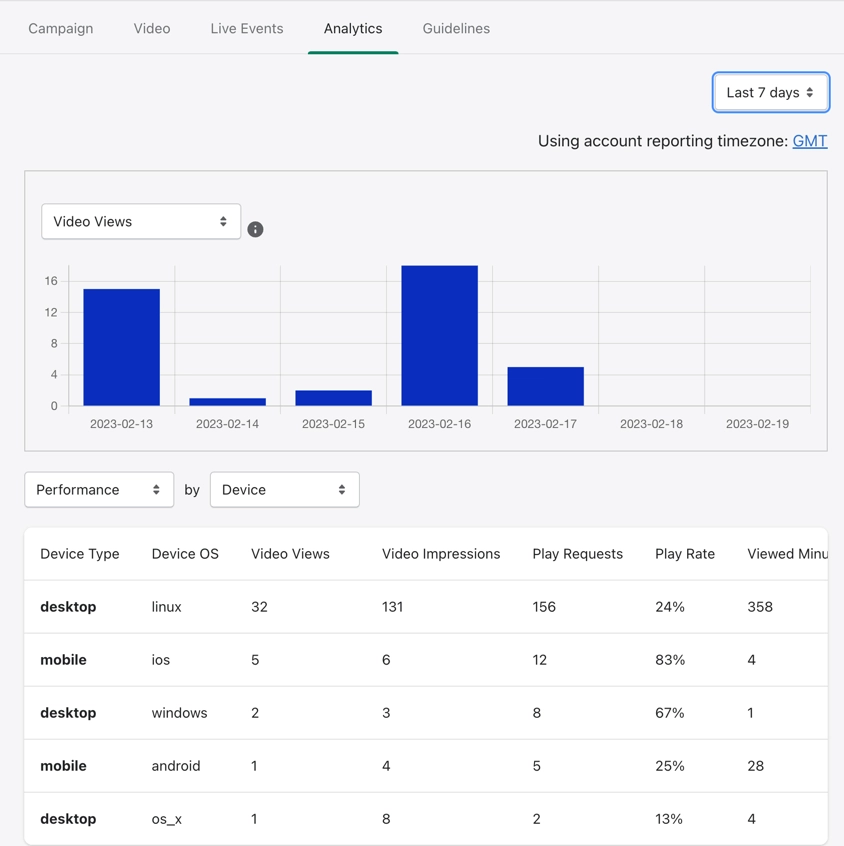 Campaign Video Live Events Analytics Guidelines
Last 7 days
Using account reporting timezone: GMT
Video Views
16
12
8
4
0
2023-02-13 2023-02-14 2023-02-15 2023-02-16 2023-02-17 2023-02-18 2023-02-19
Performance by Device
Device Type Device OS Video Views Video Impressions Play Requests Play Rate Viewed Minu
desktop linux 32 131 156 24% 358
mobile ios 5 6 12 83% 4
desktop windows 2 3 8 67% 1
mobile android 1 4 5 25% 28
desktop os_x 1 8 2 13% 4